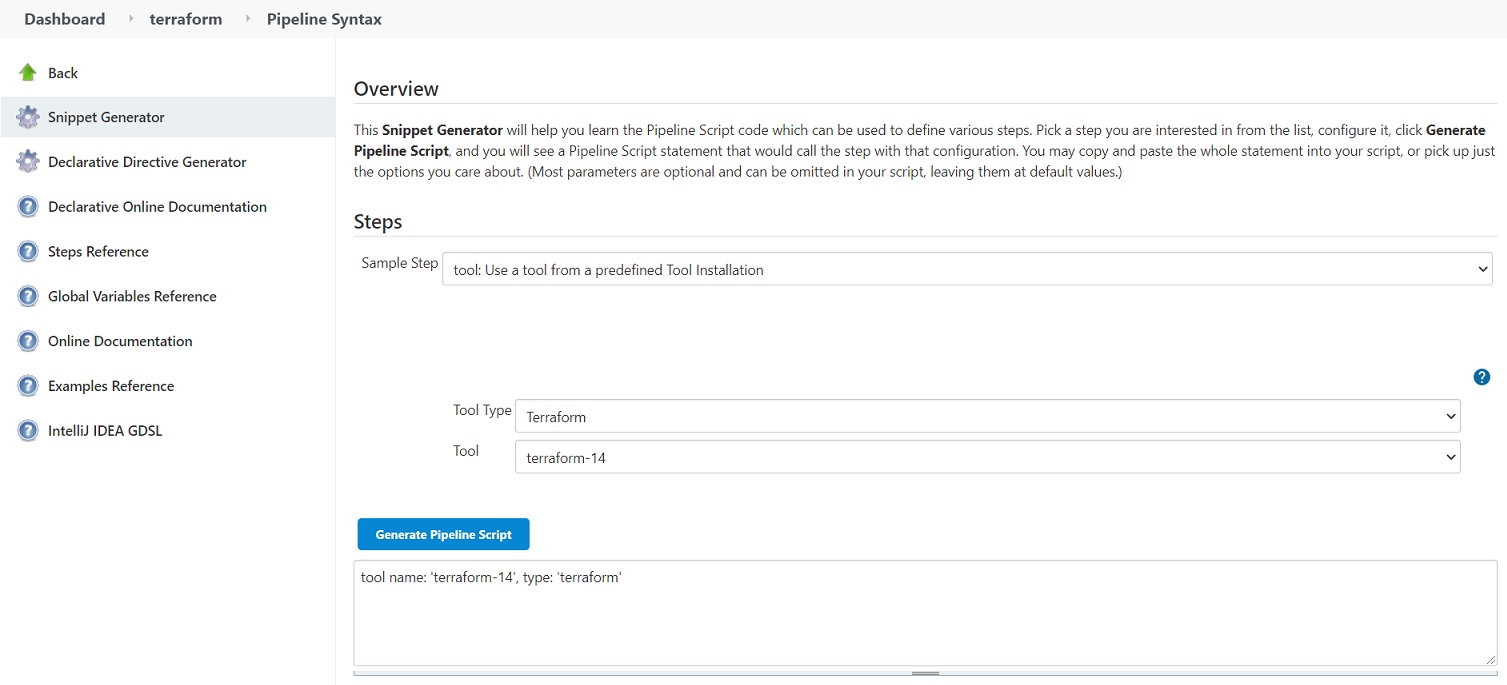 Dashboard terraform Pipeline Syntax
Back
Snippet Generator
Declarative Directive Generator
Declarative Online Documentation
Steps Reference
Global Variables Reference
Online Documentation
Examples Reference
IntelliJ IDEA GDSL
Overview
This Snippet Generator will help you learn the Pipeline Script code which can be used to define various steps. Pick a step you are interested in from the list, configure it, click Generate
Pipeline Script, and you will see a Pipeline Script statement that would call the step with that configuration. You may copy and paste the whole statement into your script, or pick up just
the options you care about. (Most parameters are optional and can be omitted in your script, leaving them at default values.)
Steps
Sample Step
tool: Use a tool from a predefined Tool Installation
?
Tool Type
Terraform
Tool
terraform-14
Generate Pipeline Script
tool name: 'terraform-14', type: 'terraform'